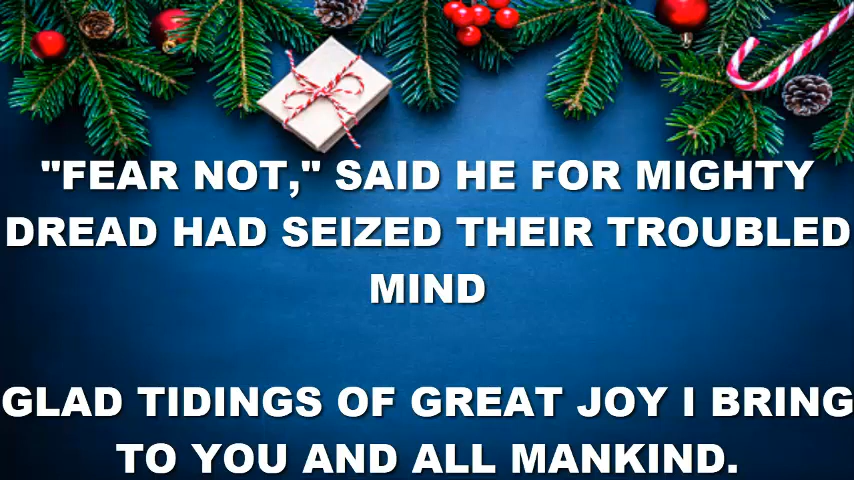 "FEAR NOT," SAID HE FOR MIGHTY
DREAD HAD SEIZED THEIR TROUBLED
MIND
GLAD TIDINGS OF GREAT JOY I BRING
TO YOU AND ALL MANKIND.